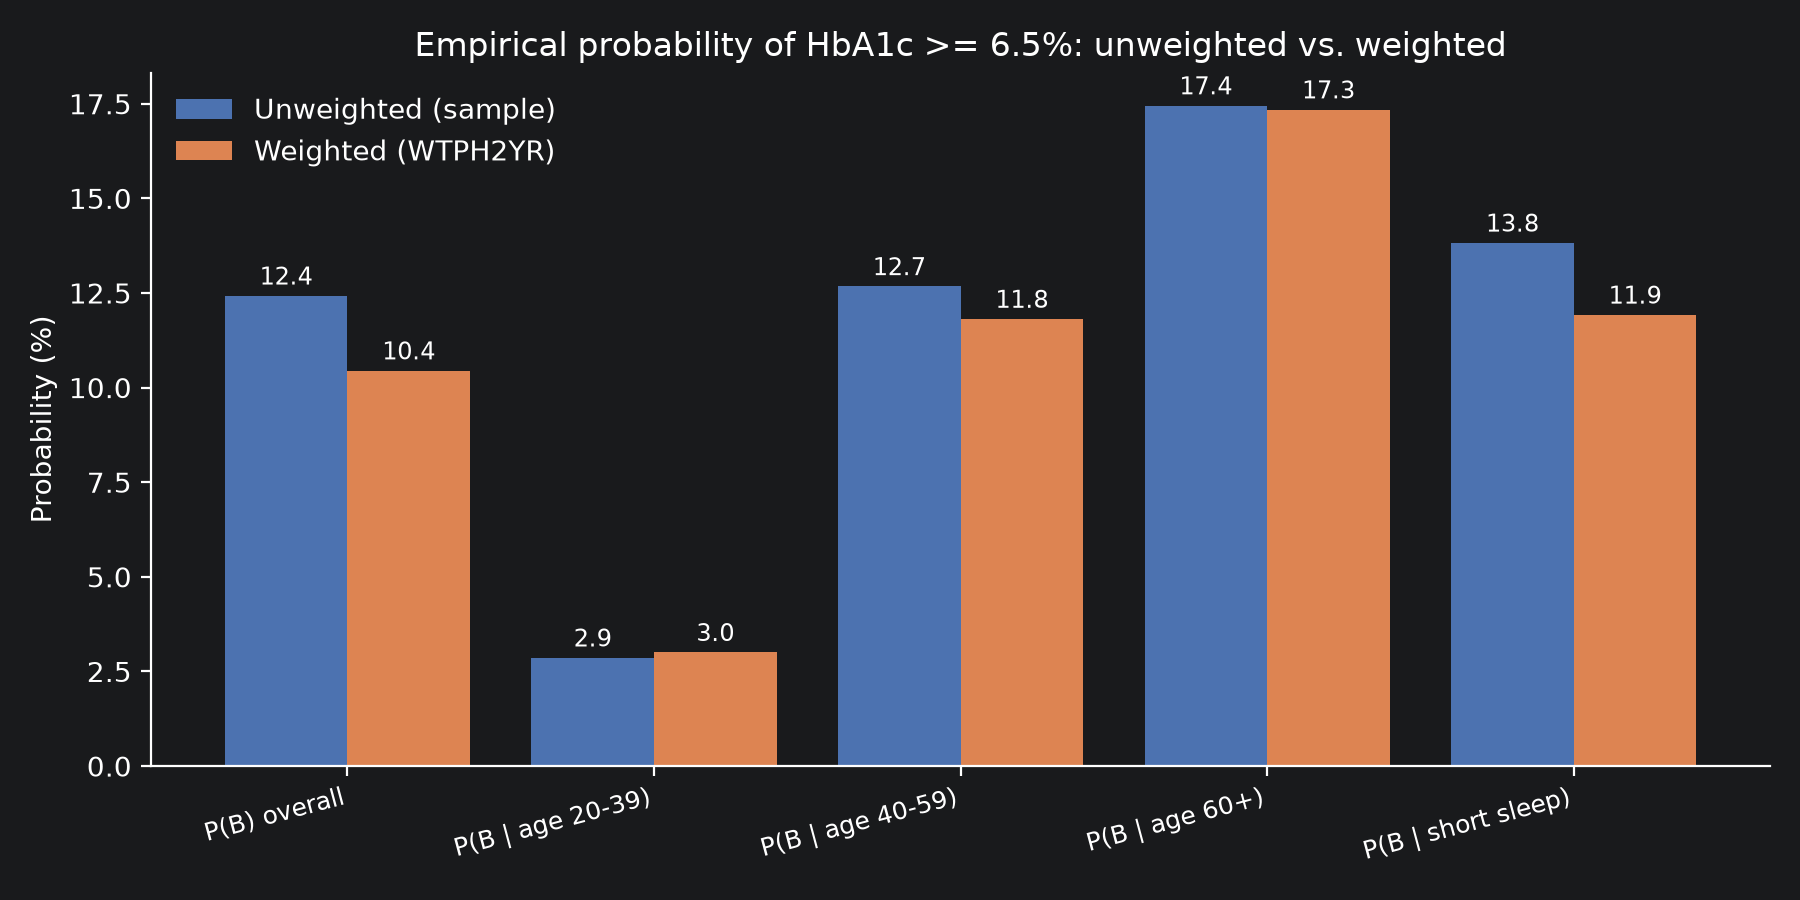 Empirical probability of HbA1c >= 6.5%: unweighted vs. weighted
Unweighted (sample)
Weighted (WTPH2YR)
Probability (%)
17.5
15.0
12.5
10.0
7.5
5.0
2.5
0.0
12.4
10.4
2.9
3.0
12.7
11.8
17.4
17.3
13.8
11.9
P(B) overall
P(B | age 20-39)
P(B | age 40-59)
P(B | age 60+)
P(B | short sleep)